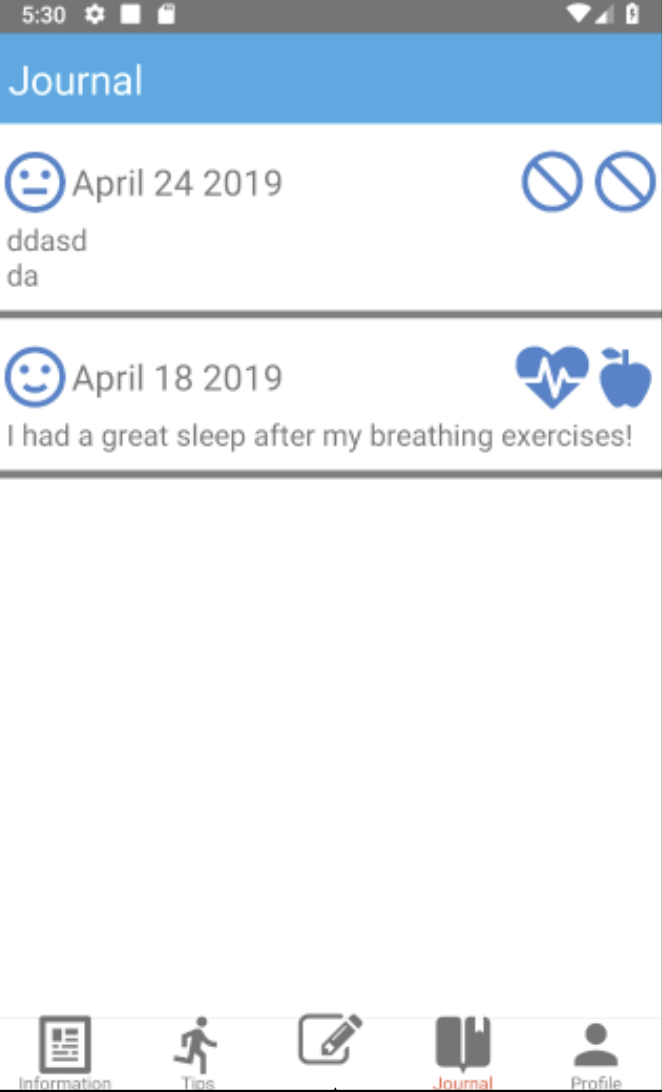 5:30
Journal
April 24 2019
ddasd
da
April 18 2019
I had a great sleep after my breathing exercises!
Information
Tips
Journal
Profile